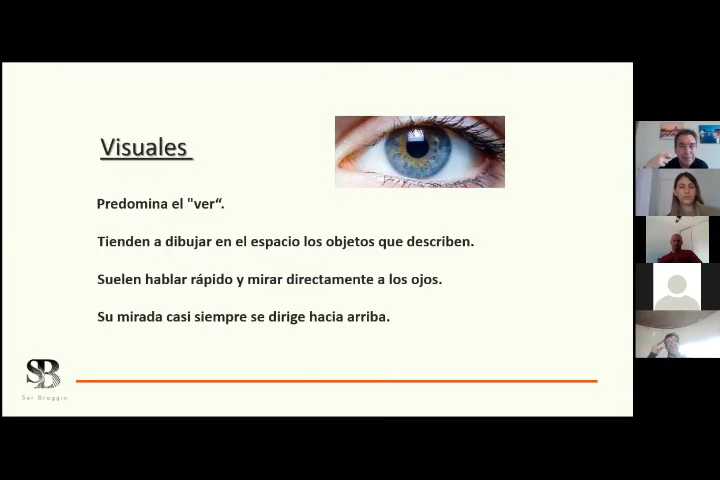 Visuales
Predomina el "ver“.
Tienden a dibujar en el espacio los objetos que describen.
Suelen hablar rápido y mirar directamente a los ojos.
Su mirada casi siempre se dirige hacia arriba.
SB
Ser Broggio